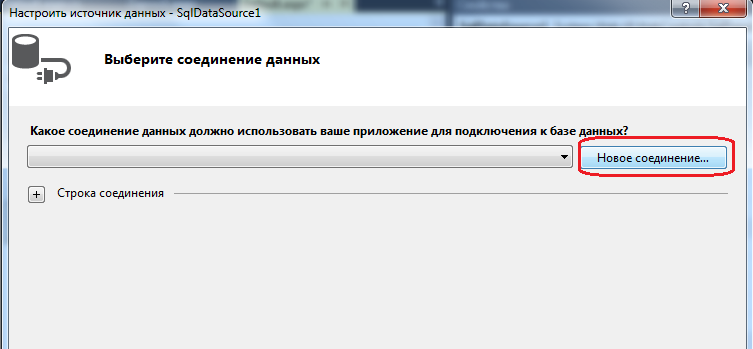 Настроить источник данных - SqlDataSource1
Выберите соединение данных
Какое соединение данных должно использовать ваше приложение для подключения к базе данных?
Новое соединение...
Строка соединения